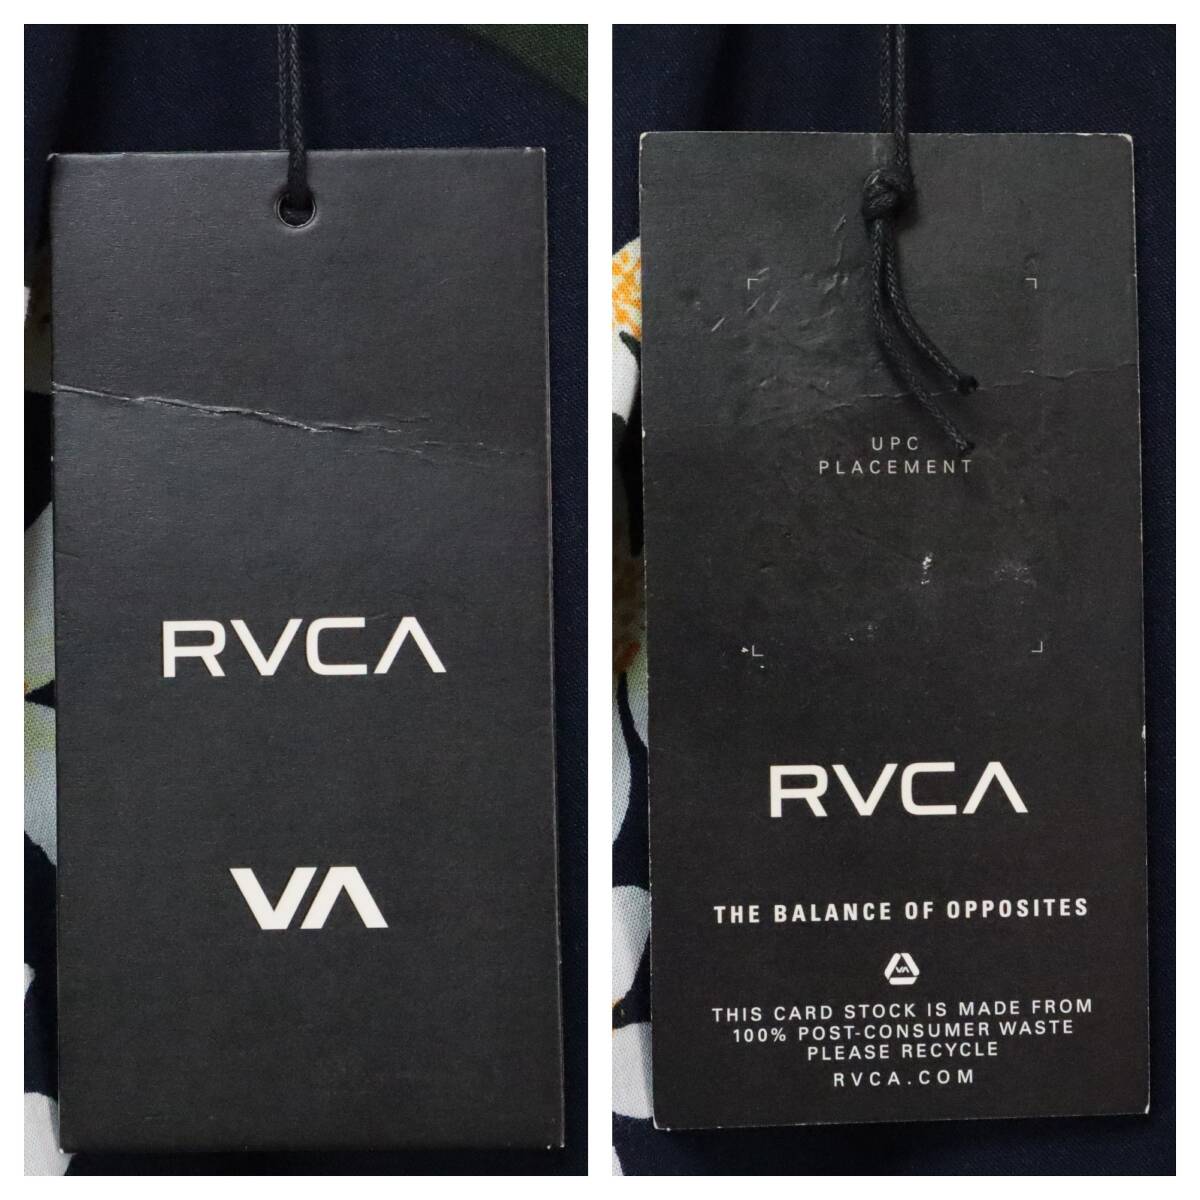 RVCA
VA
UPC
PLACEMENT
RVCA
THE BALANCE OF OPPOSITES
VA
THIS CARD STOCK IS MADE FROM
100% POST-CONSUMER WASTE
PLEASE RECYCLE
RVCA.COM